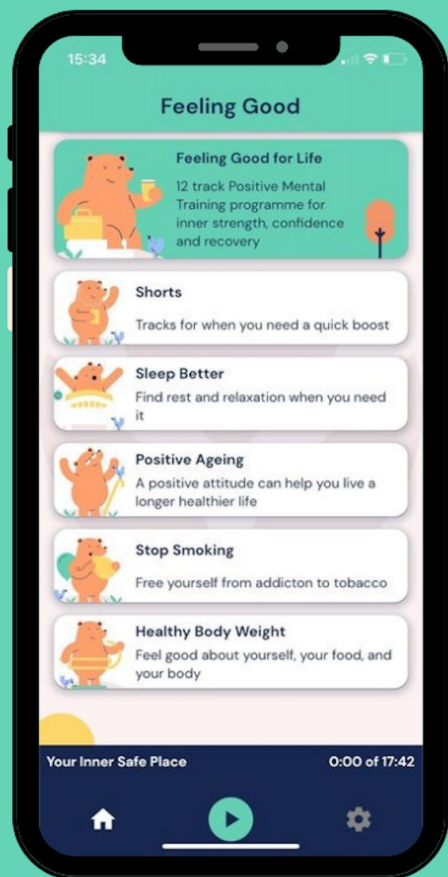 15:34
Feeling Good
Feeling Good for Life
12 track Positive Mental
Training programme for
inner strength, confidence
and recovery
Shorts
Tracks for when you need a quick boost
Sleep Better
Find rest and relaxation when you need
it
Positive Ageing
A positive attitude can help you live a
longer healthier life
Stop Smoking
Free yourself from addicton to tobacco
Healthy Body Weight
Feel good about yourself, your food, and
your body
Your Inner Safe Place 0:00 of 17:42